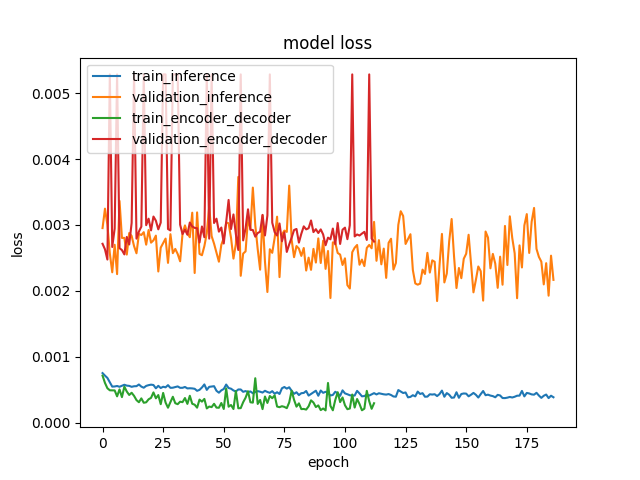 model loss
train_inference
validation_inference
train_encoder_decoder
validation_encoder_decoder
0.005
0.004
0.003
0.002
0.001
0.000
loss
0 25 50 75 100 125 150 175
epoch